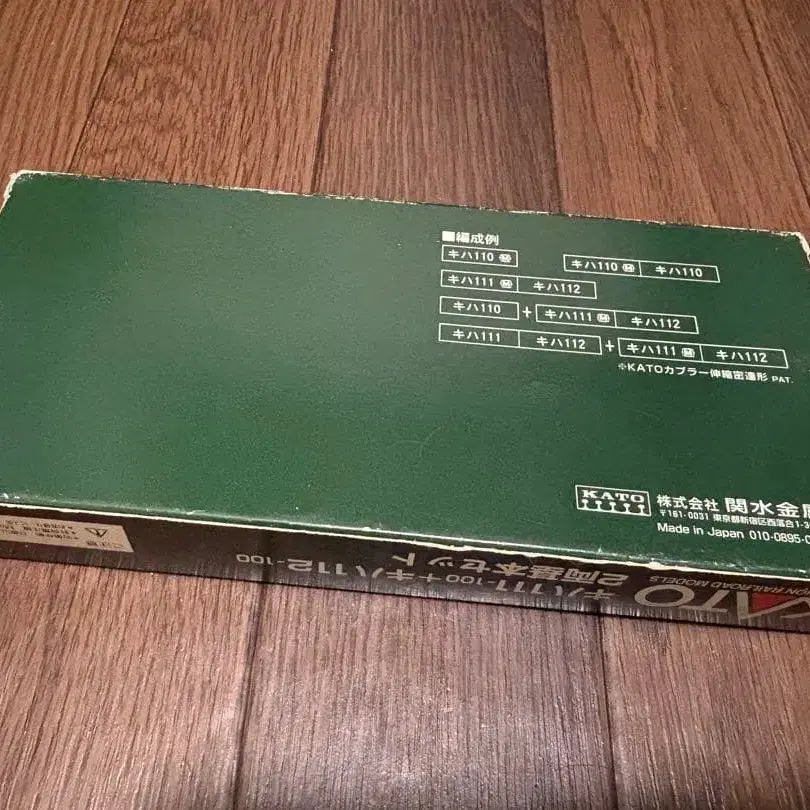 ■編成例
キハ110 Ⓜ キハ110 Ⓜ キハ110
キハ111 Ⓜ キハ112
キハ110 + キハ111 Ⓜ キハ112
キハ111 キハ112 + キハ111 Ⓜ キハ112
※KATOカプラー伸縮密連形 PAT.
KATO 株式会社 関水金属
〒161-0031 東京都新宿区西落合1-3
Made in Japan 010-0895-0
キハ111-100+キハ112-100
2両基本セット
KATO
RAILROAD MODELS